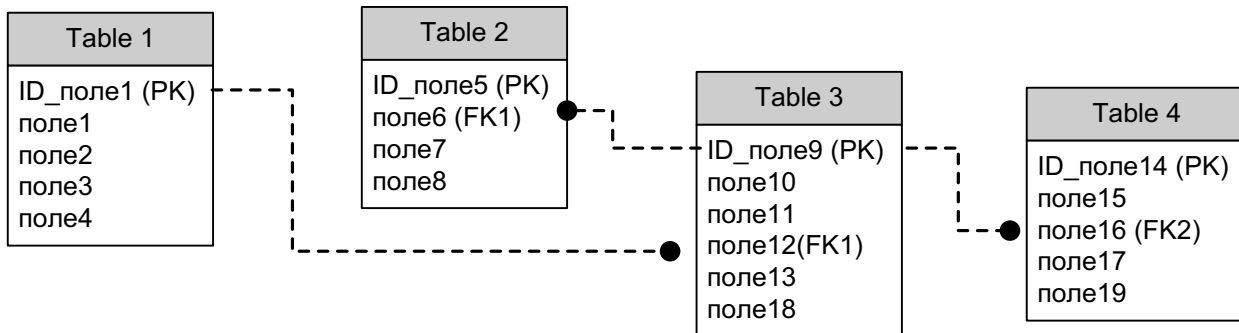 Table 1
ID_поле1 (PK)
поле1
поле2
поле3
поле4
Table 2
ID_поле5 (PK)
поле6 (FK1)
поле7
поле8
Table 3
ID_поле9 (PK)
поле10
поле11
поле12(FK1)
поле13
поле18
Table 4
ID_поле14 (PK)
поле15
поле16 (FK2)
поле17
поле19